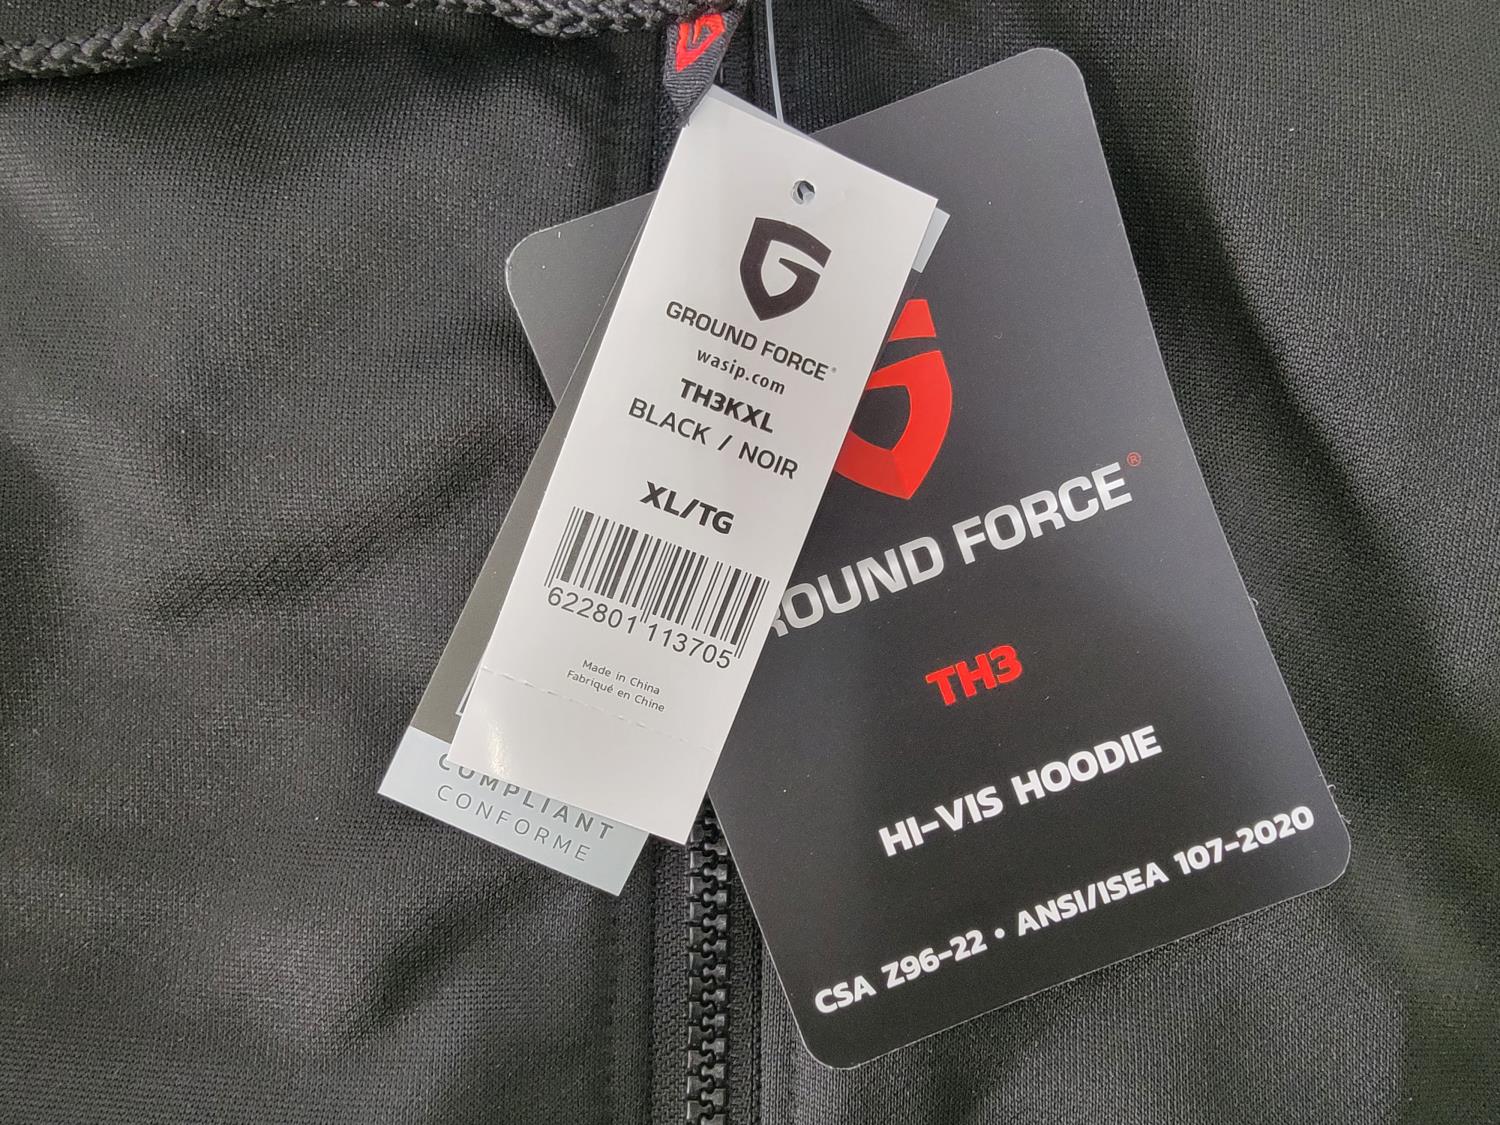 GROUND FORCE®
wasip.com
TH3KXL
BLACK / NOIR
XL/TG
622801 113705
Made in China
Fabriqué en Chine
COMPLIANT
CONFORME
ROUND FORCE®
TH3
HI-VIS HOODIE
CSA Z96-22 • ANSI/ISEA 107-2020